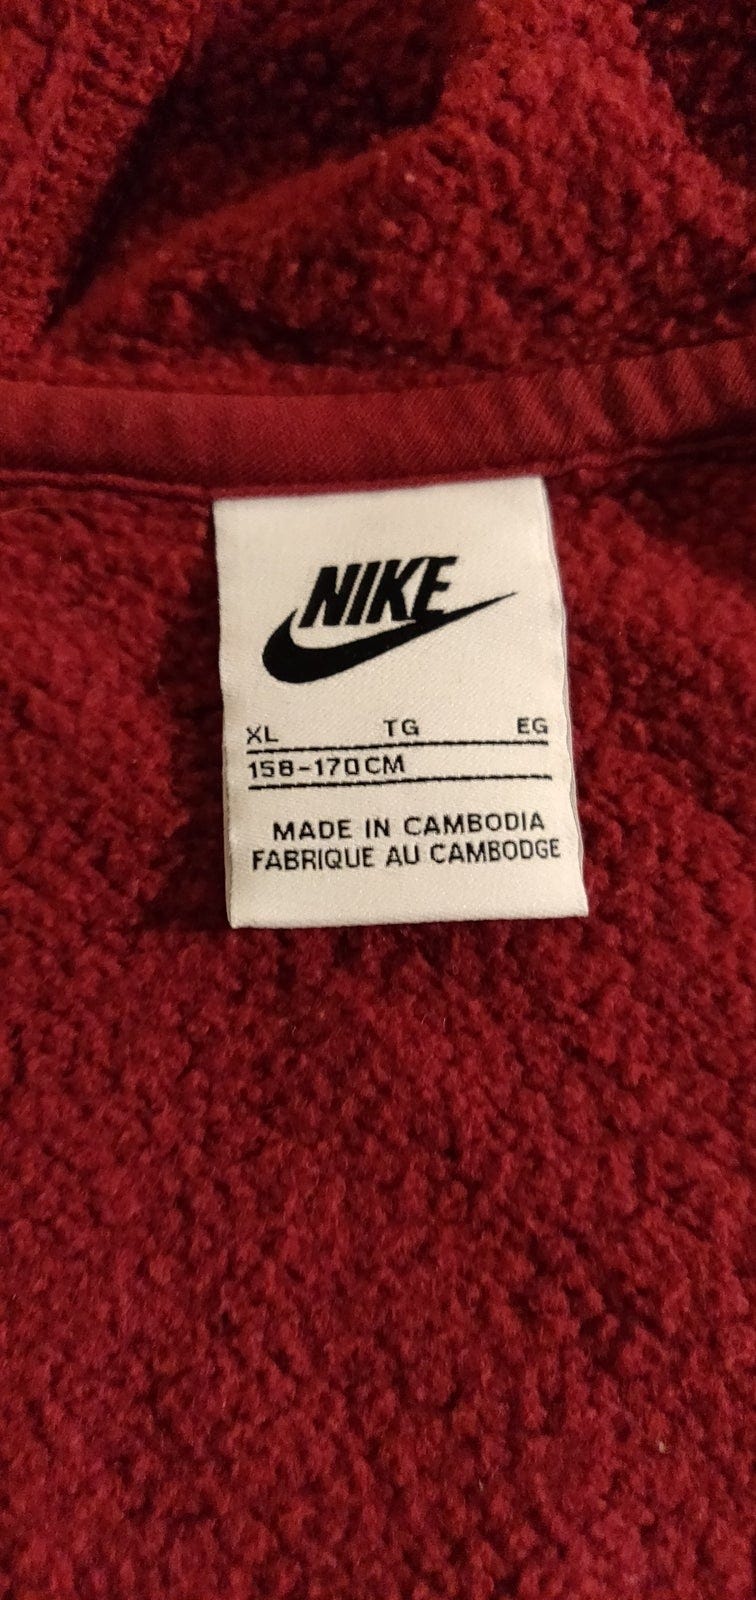 NIKE
XL TG EG
158-170CM
MADE IN CAMBODIA
FABRIQUE AU CAMBODGE